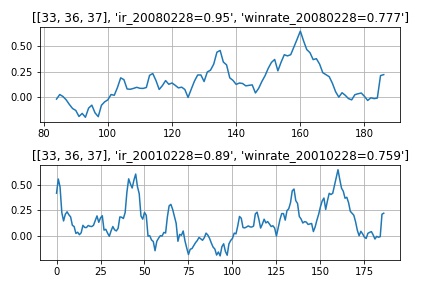 [[33, 36, 37], 'ir_20080228=0.95', 'winrate_20080228=0.777']
0.50
0.25
0.00
80 100 120 140 160 180
[[33, 36, 37], 'ir_20010228=0.89', 'winrate_20010228=0.759']
0.50
0.25
0.00
0 25 50 75 100 125 150 175